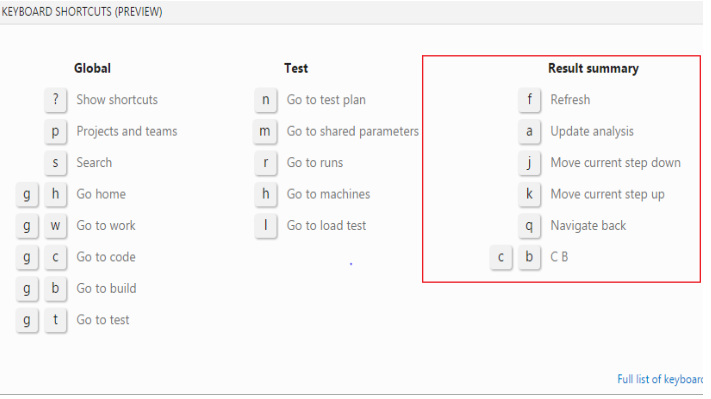 KEYBOARD SHORTCUTS (PREVIEW)
Global
? Show shortcuts
p Projects and teams
s Search
g h Go home
g w Go to work
g c Go to code
g b Go to build
g t Go to test
Test
n Go to test plan
m Go to shared parameters
r Go to runs
h Go to machines
l Go to load test
Result summary
f Refresh
a Update analysis
j Move current step down
k Move current step up
q Navigate back
c b C B
Full list of keyboard